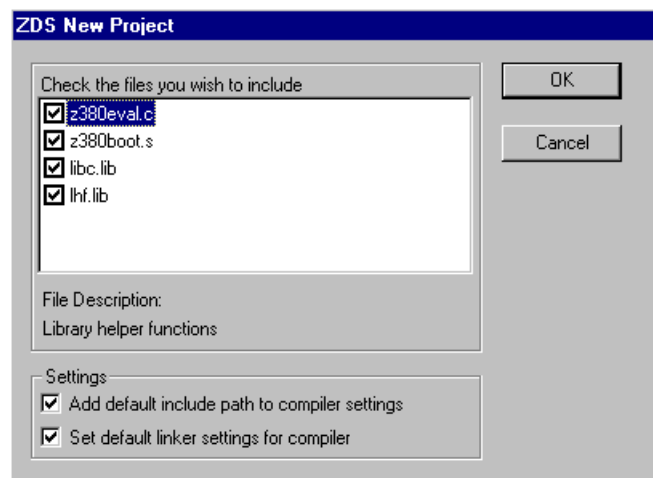 ZDS New Project
Check the files you wish to include
z380eval.c
z380boot.s
libc.lib
lhf.lib
File Description:
Library helper functions
OK
Cancel
Settings
Add default include path to compiler settings
Set default linker settings for compiler